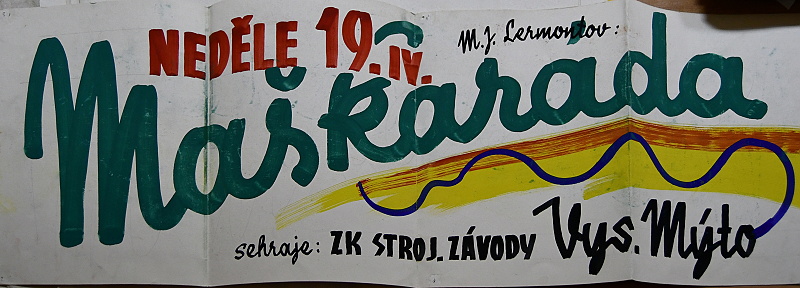 NEDĚLE 19. IV.
M.J. Lermontov:
Maškaráda
sehraje: ZK STROJ. ZÁVODY Vys. Mýto